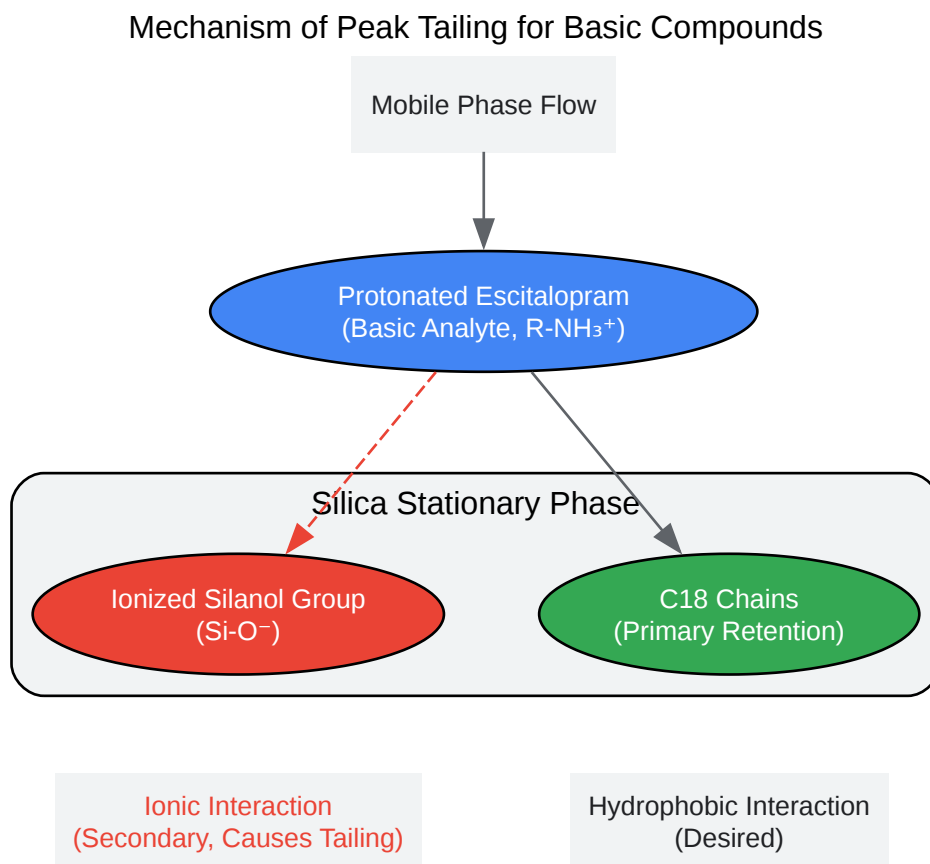 Mechanism of Peak Tailing for Basic Compounds
Mobile Phase Flow
Protonated Escitalopram
(Basic Analyte, R-NH₃⁺)
Silica Stationary Phase
Ionized Silanol Group
(Si-O⁻)
C18 Chains
(Primary Retention)
Ionic Interaction
(Secondary, Causes Tailing)
Hydrophobic Interaction
(Desired)